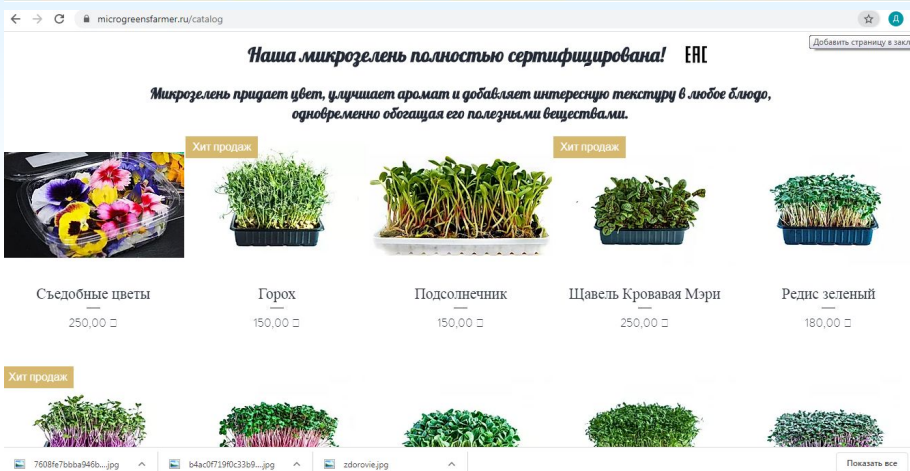 microgreensfarmer.ru/catalog
Д
Добавить страницу в закл
Наша микрозелень полностью сертифицирована! EAC
Микрозелень придает цвет, улучшает аромат и добавляет интересную текстуру в любое блюдо,
одновременно обогащая его полезными веществами.
Хит продаж
Хит продаж
Съедобные цветы
Горох
Подсолнечник
Щавель Кровавая Мэри
Редис зеленый
250,00
150,00
150,00
250,00
180,00
Хит продаж
7608fe7bbba946b....jpg
b4ac0f719f0c33b9....jpg
zdorovie.jpg
Показать все